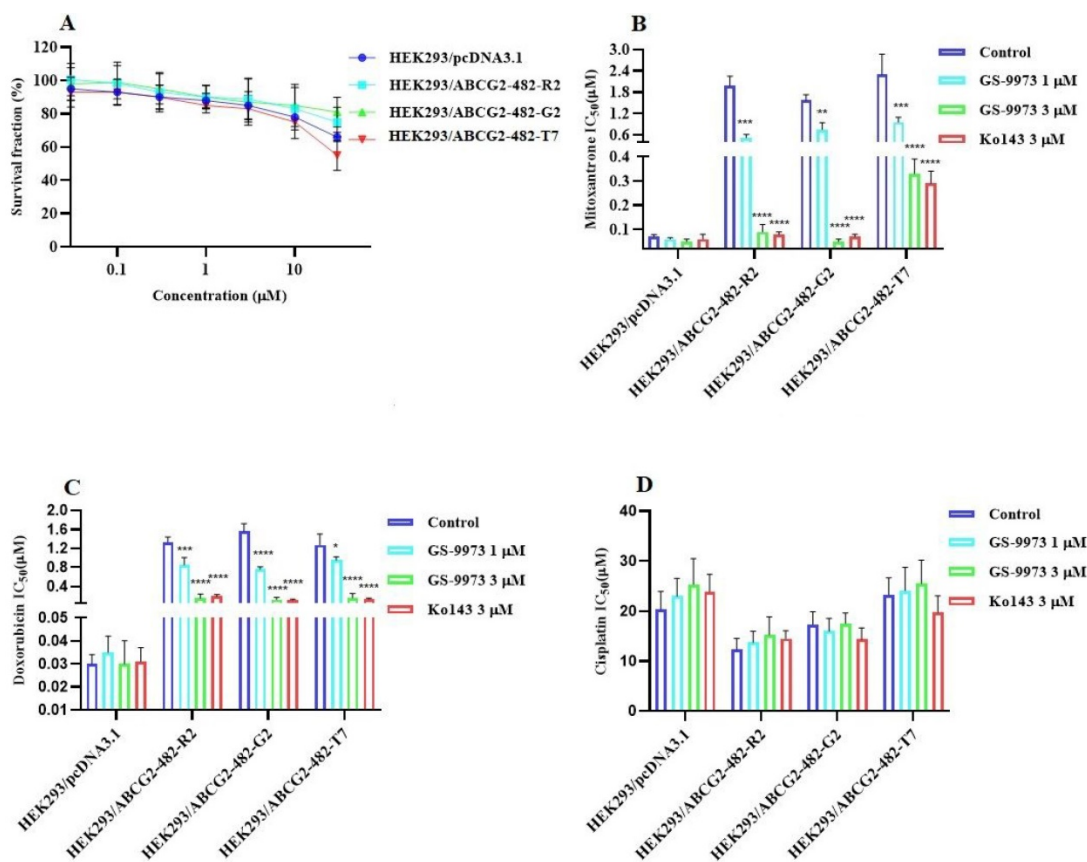 A
Survival fraction (%)
120
100
80
60
40
20
0
0.1
1
10
Concentration (μM)
HEK293/pcDNA3.1
HEK293/ABCG2-482-R2
HEK293/ABCG2-482-G2
HEK293/ABCG2-482-T7
B
Mitoxantrone IC50(μM)
3.0
2.4
1.8
1.2
0.6
0.4
0.3
0.2
0.1
***
****
****
**
****
****
***
****
****
HEK293/pcDNA3.1
HEK293/ABCG2-482-R2
HEK293/ABCG2-482-G2
HEK293/ABCG2-482-T7
Control
GS-9973 1 μM
GS-9973 3 μM
Ko143 3 μM
C
Doxorubicin IC50(μM)
2.0
1.6
1.2
0.8
0.4
0.05
0.04
0.03
0.02
0.01
***
****
****
****
****
****
*
****
****
HEK293/pcDNA3.1
HEK293/ABCG2-482-R2
HEK293/ABCG2-482-G2
HEK293/ABCG2-482-T7
Control
GS-9973 1 μM
GS-9973 3 μM
Ko143 3 μM
D
Cisplatin IC50(μM)
40
30
20
10
0
HEK293/pcDNA3.1
HEK293/ABCG2-482-R2
HEK293/ABCG2-482-G2
HEK293/ABCG2-482-T7
Control
GS-9973 1 μM
GS-9973 3 μM
Ko143 3 μM